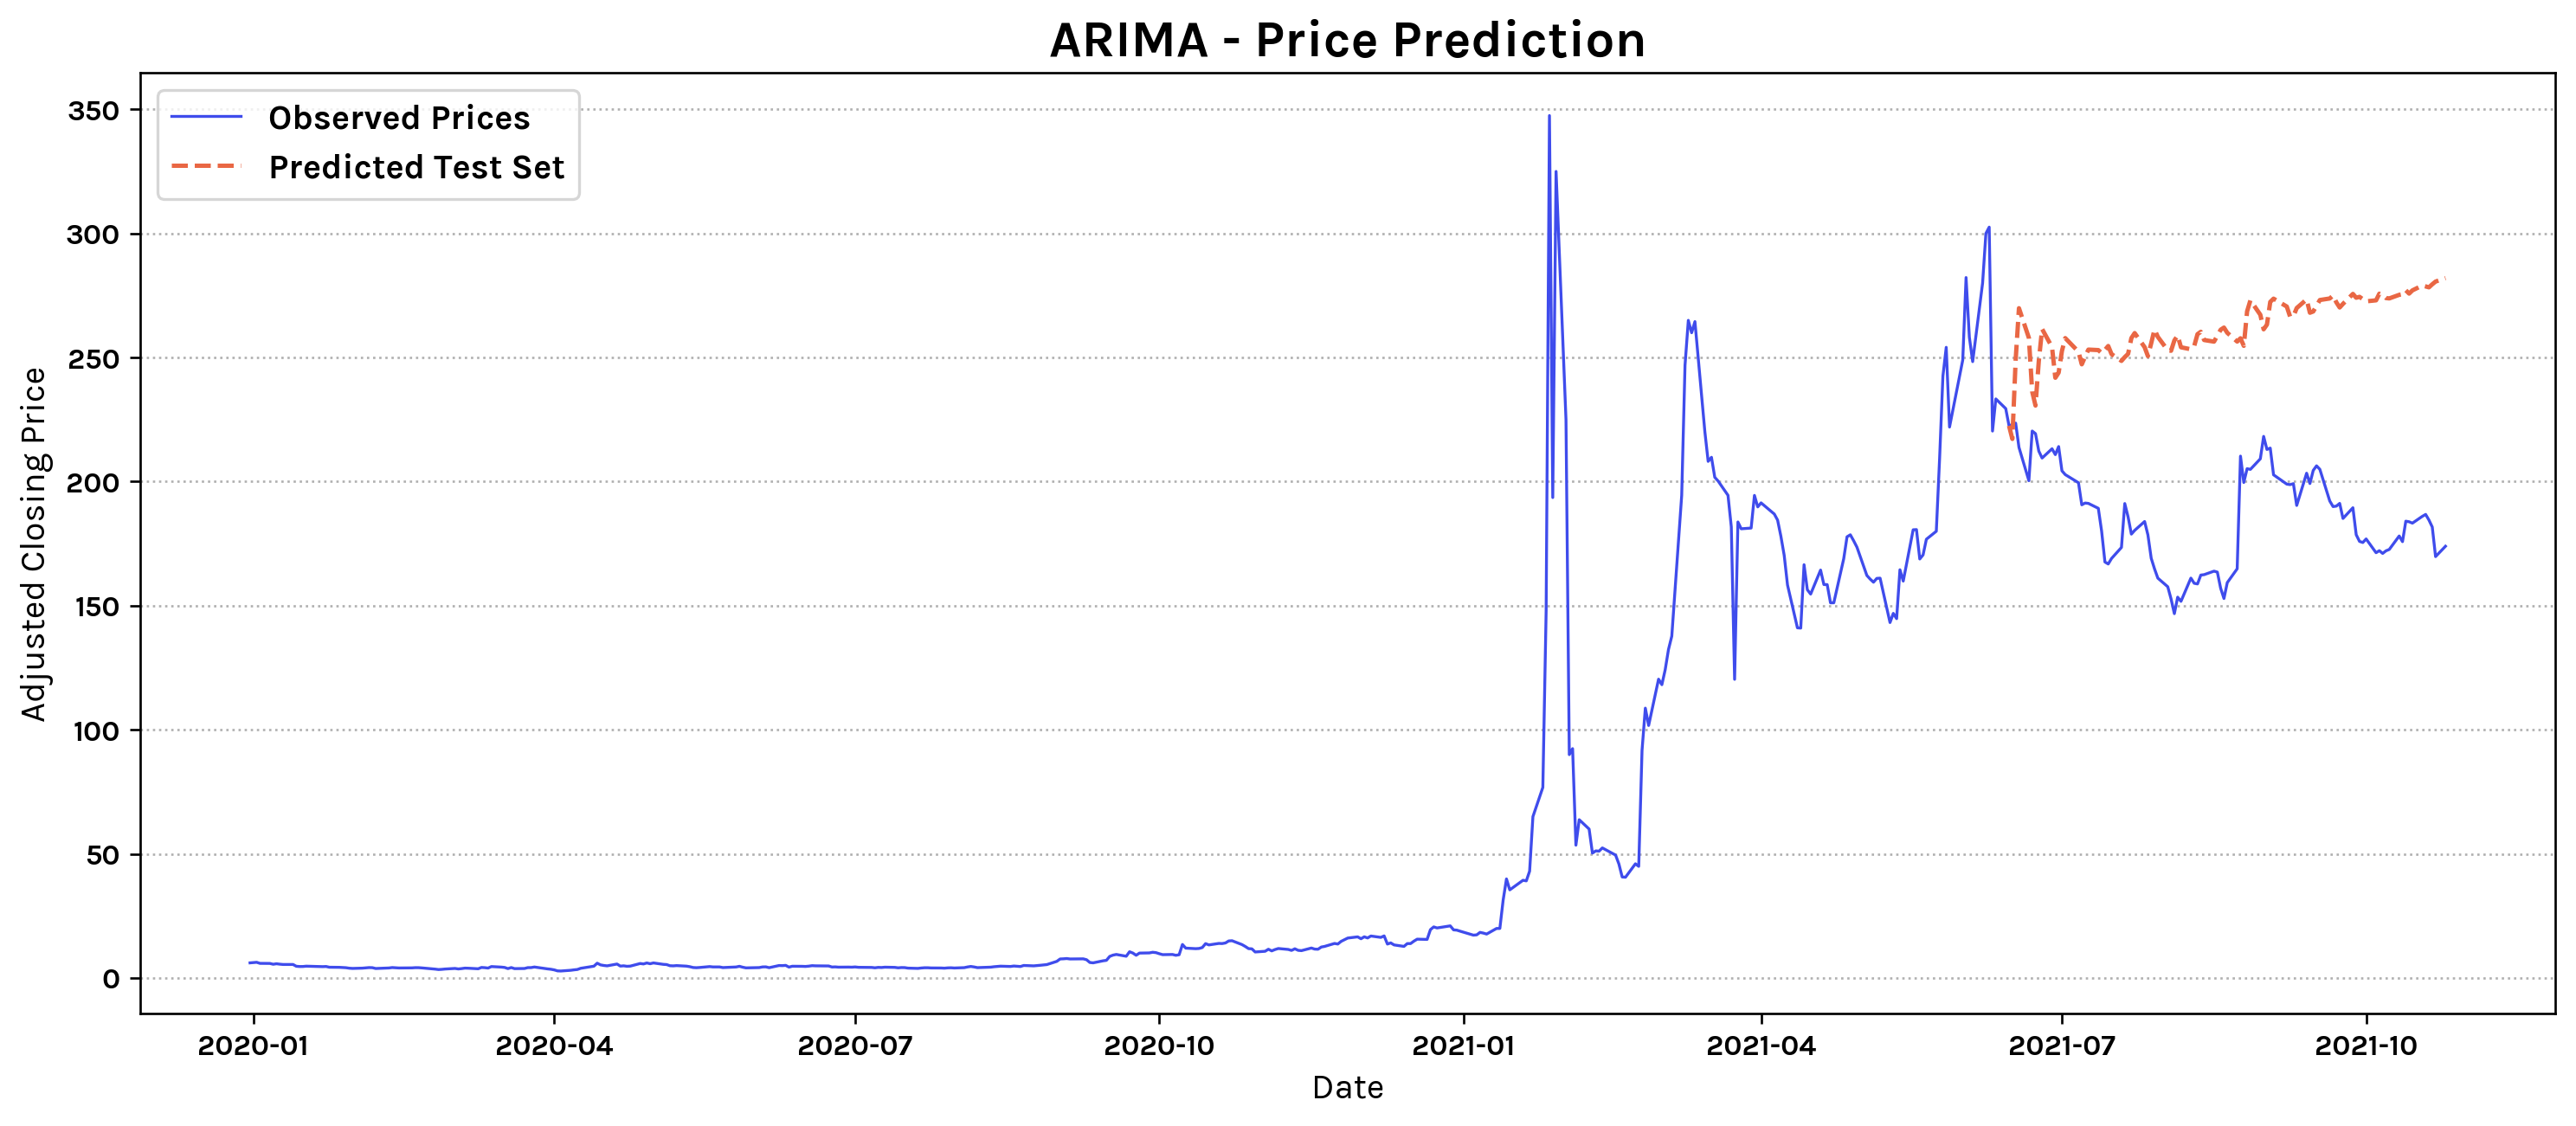 ARIMA - Price Prediction
Observed Prices
Predicted Test Set
Adjusted Closing Price
350
300
250
200
150
100
50
0
2020-01 2020-04 2020-07 2020-10 2021-01 2021-04 2021-07 2021-10
Date